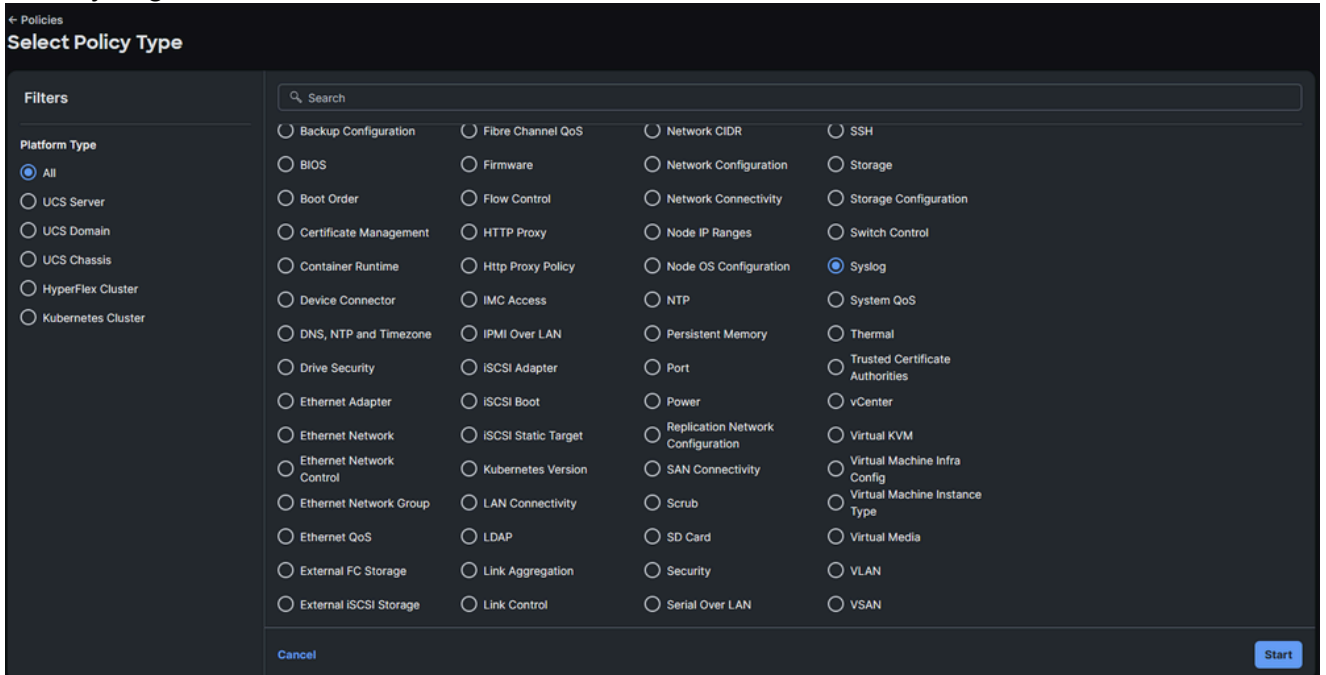 ← Policies
Select Policy Type
Filters
Search
Platform Type
All
UCS Server
UCS Domain
UCS Chassis
HyperFlex Cluster
Kubernetes Cluster
Backup Configuration
BIOS
Boot Order
Certificate Management
Container Runtime
Device Connector
DNS, NTP and Timezone
Drive Security
Ethernet Adapter
Ethernet Network
Ethernet Network
Control
Ethernet Network Group
Ethernet QoS
External FC Storage
External iSCSI Storage
Fibre Channel QoS
Firmware
Flow Control
HTTP Proxy
Http Proxy Policy
IMC Access
IPMI Over LAN
iSCSI Adapter
iSCSI Boot
iSCSI Static Target
Kubernetes Version
LAN Connectivity
LDAP
Link Aggregation
Link Control
Network CIDR
Network Configuration
Network Connectivity
Node IP Ranges
Node OS Configuration
NTP
Persistent Memory
Port
Power
Replication Network
Configuration
SAN Connectivity
Scrub
SD Card
Security
Serial Over LAN
SSH
Storage
Storage Configuration
Switch Control
Syslog
System QoS
Thermal
Trusted Certificate
Authorities
vCenter
Virtual KVM
Virtual Machine Infra
Config
Virtual Machine Instance
Type
Virtual Media
VLAN
VSAN
Cancel
Start